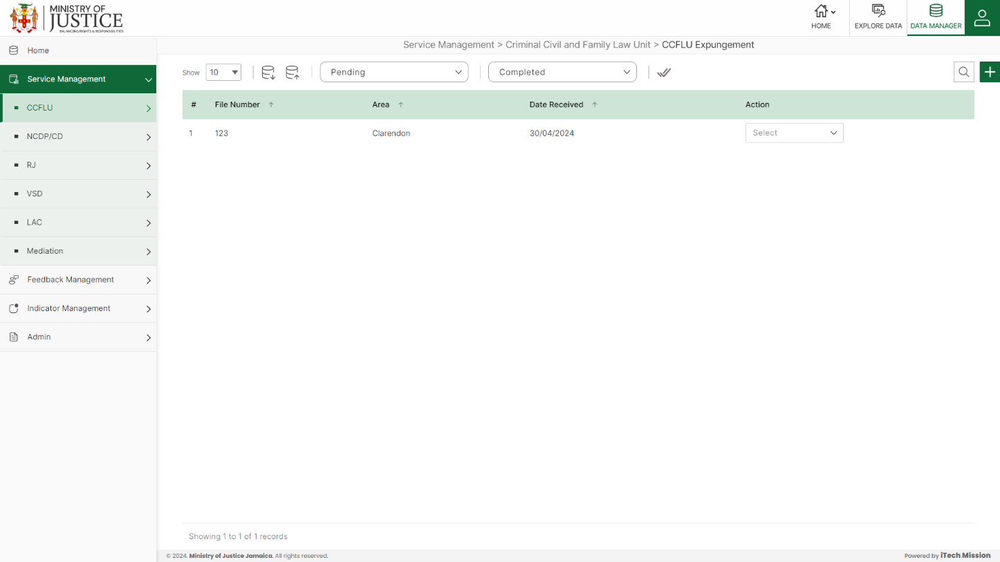 MINISTRY OF
JUSTICE
BALANCING RIGHTS & RESPONSIBILITIES
HOME
EXPLORE DATA
DATA MANAGER
Home
Service Management
CCFLU
NCDP/CD
RJ
VSD
LAC
Mediation
Feedback Management
Indicator Management
Admin
Service Management > Criminal Civil and Family Law Unit > CCFLU Expungement
Show 10 Pending Completed
# File Number Area Date Received Action
1 123 Clarendon 30/04/2024 Select
Showing 1 to 1 of 1 records
© 2024. Ministry of Justice Jamaica. All rights reserved.
Powered by iTech Mission